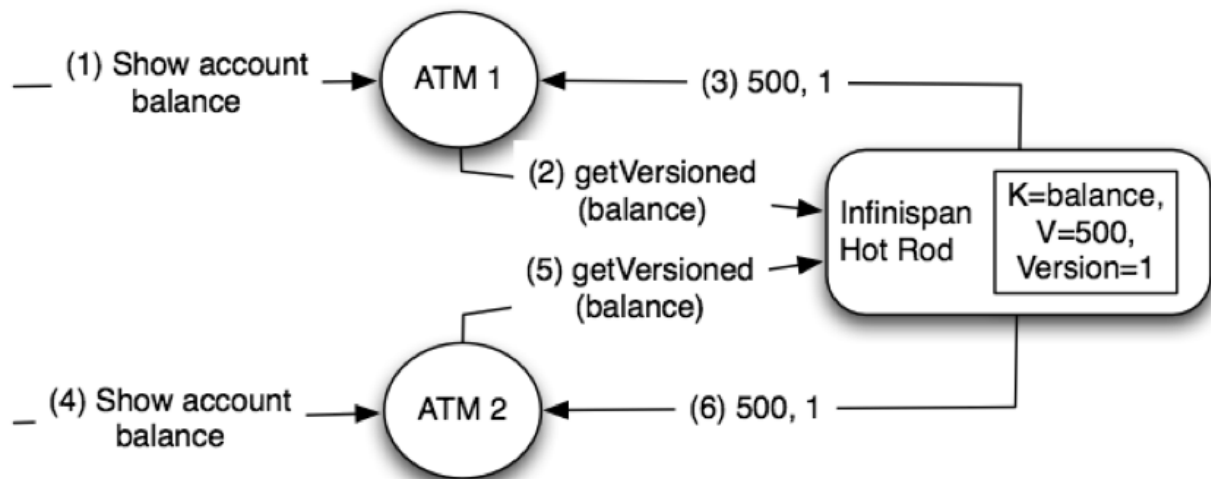 (1) Show account
balance
ATM 1
(3) 500, 1
(2) getVersioned
(balance)
Infinispan
Hot Rod
K=balance,
V=500,
Version=1
(5) getVersioned
(balance)
(4) Show account
balance
ATM 2
(6) 500, 1